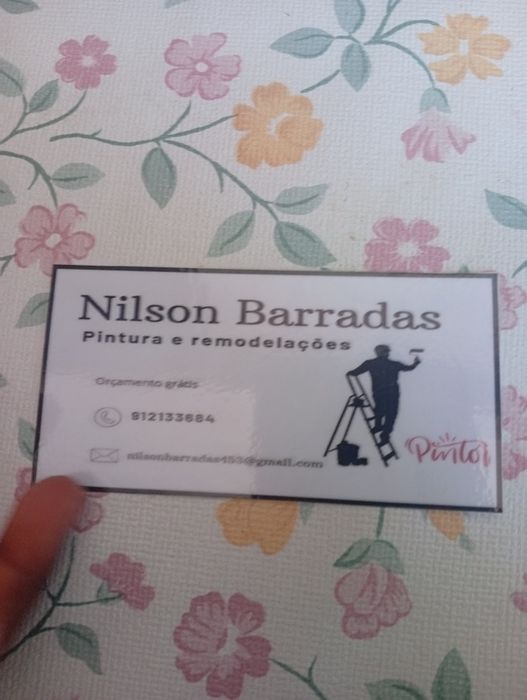 Nilson Barradas
Pintura e remodelações
Orçamento grátis
912133684
nilsonbarradas453@gmail.com
Pintor